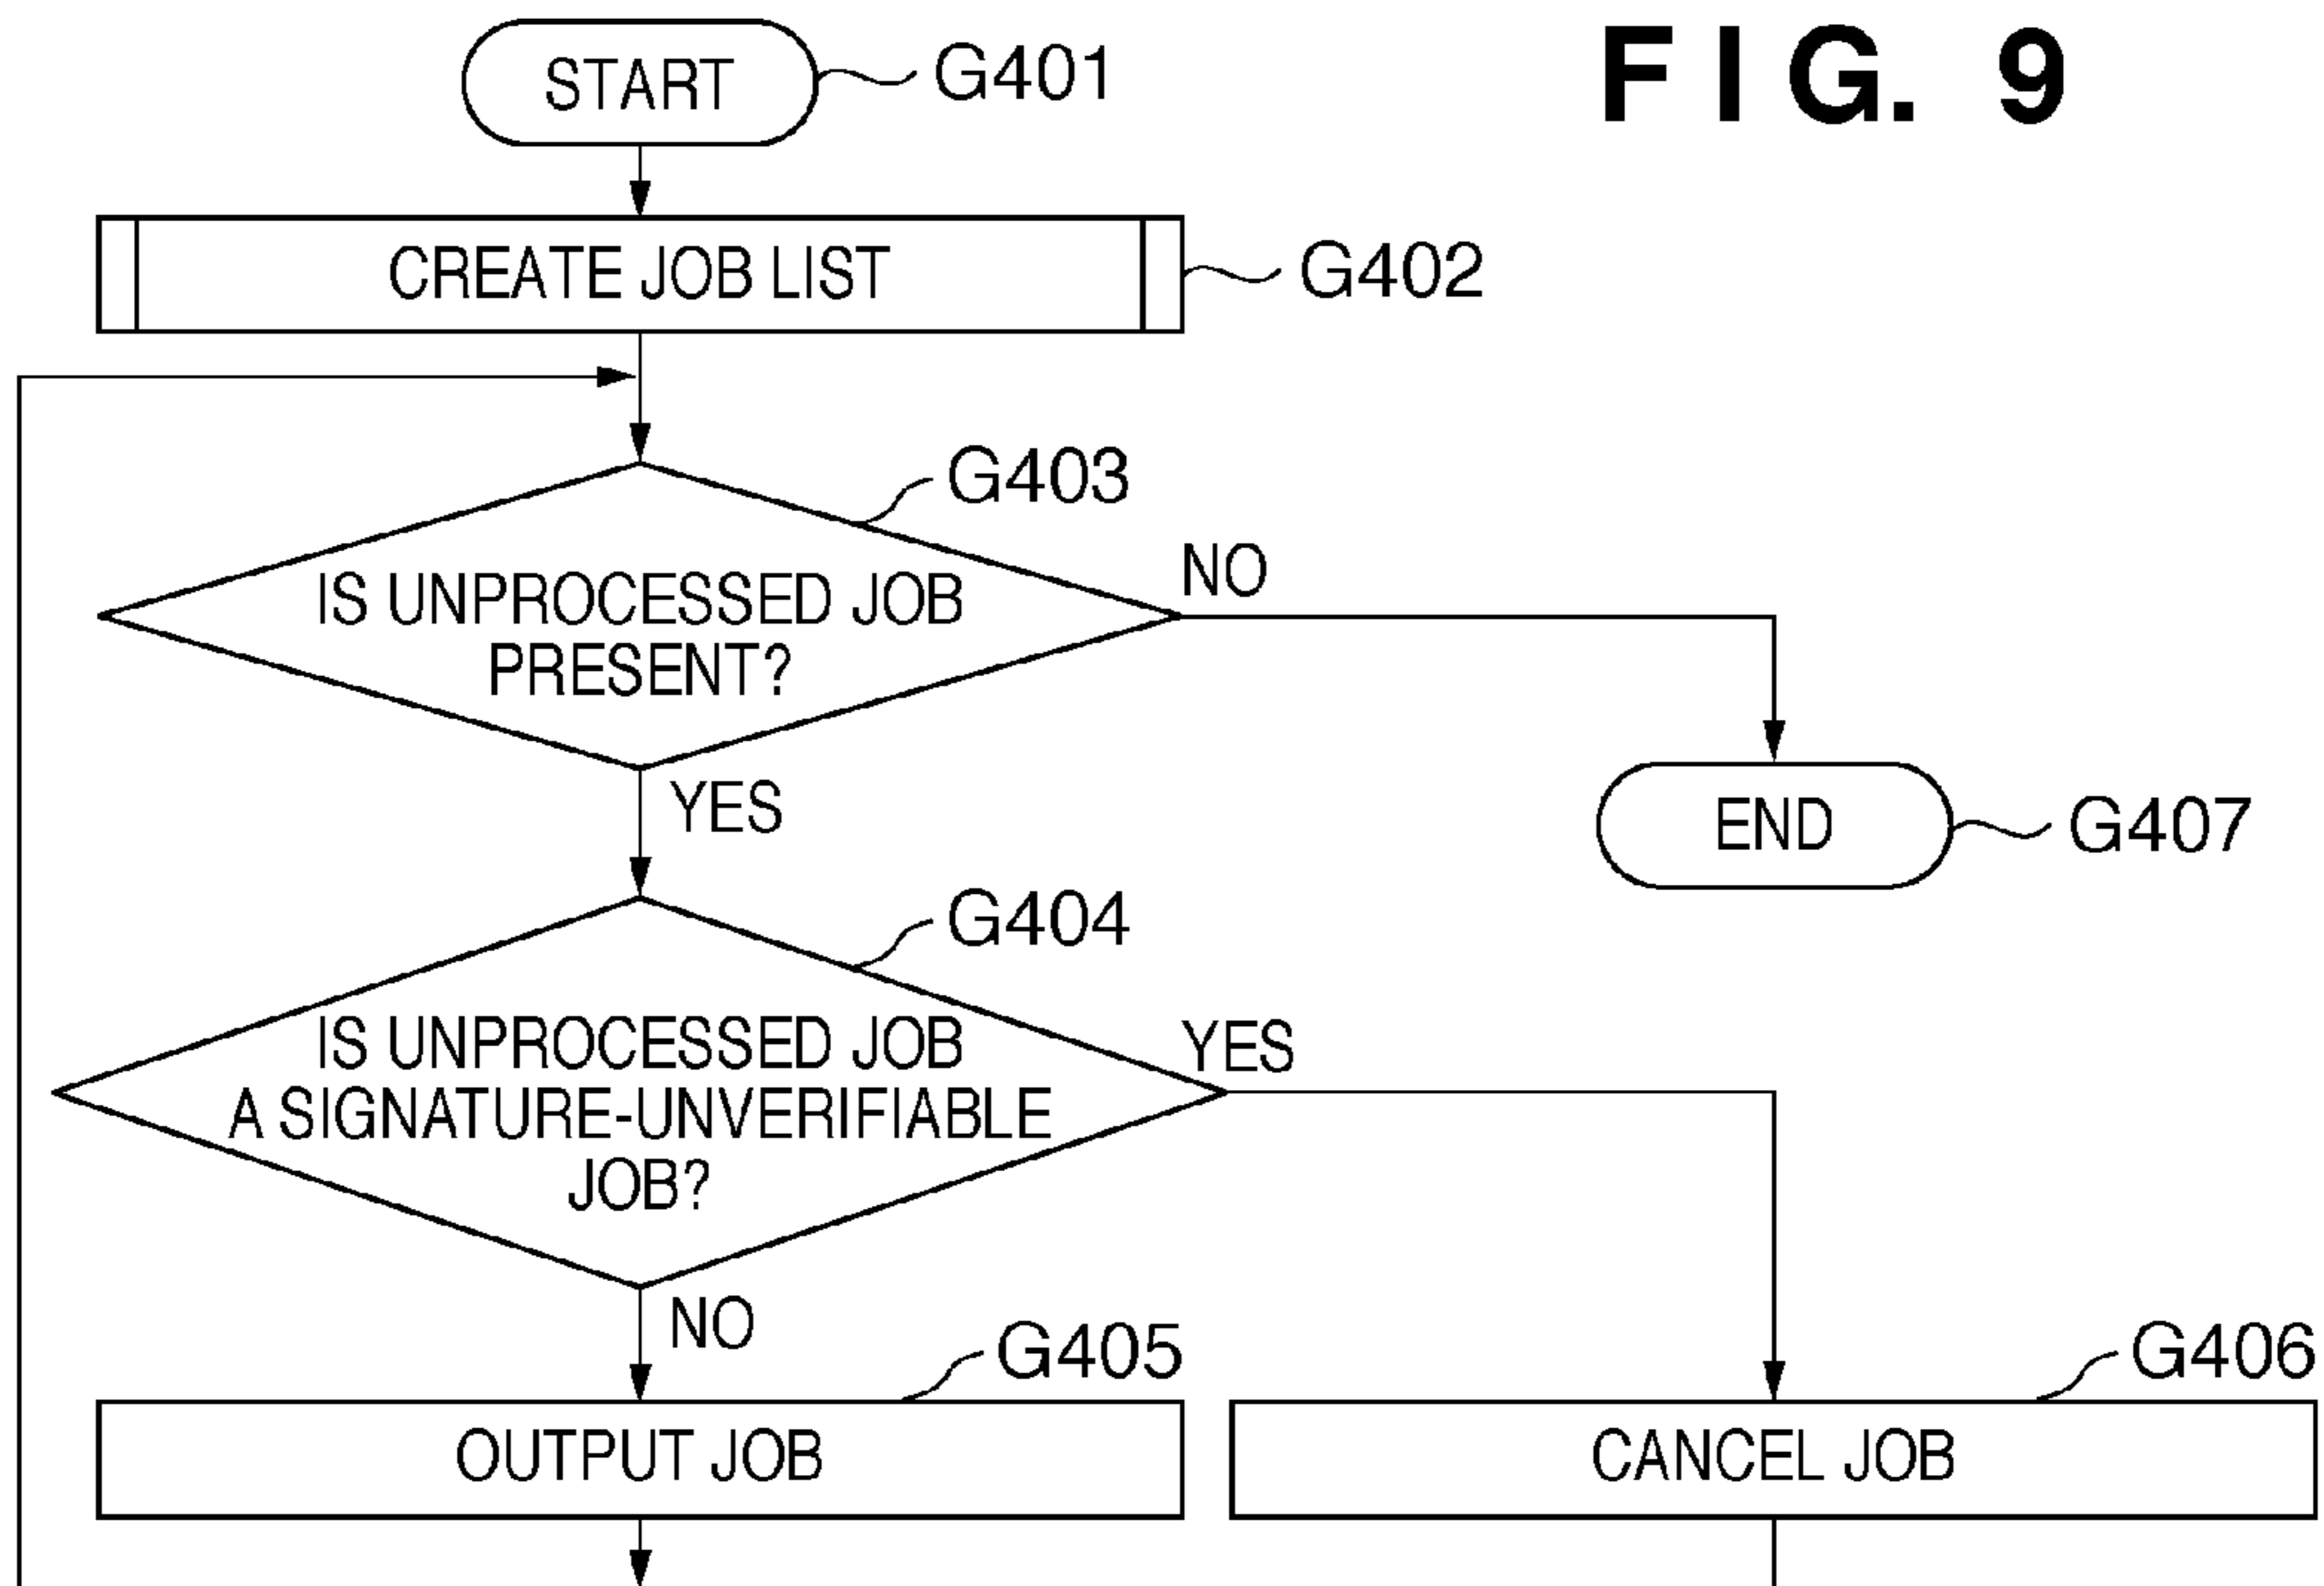 FIG. 9
START
G401
CREATE JOB LIST
G402
G403
IS UNPROCESSED JOB
PRESENT?
NO
YES
END
G407
G404
IS UNPROCESSED JOB
A SIGNATURE-UNVERIFIABLE
JOB?
YES
NO
G405
OUTPUT JOB
G406
CANCEL JOB